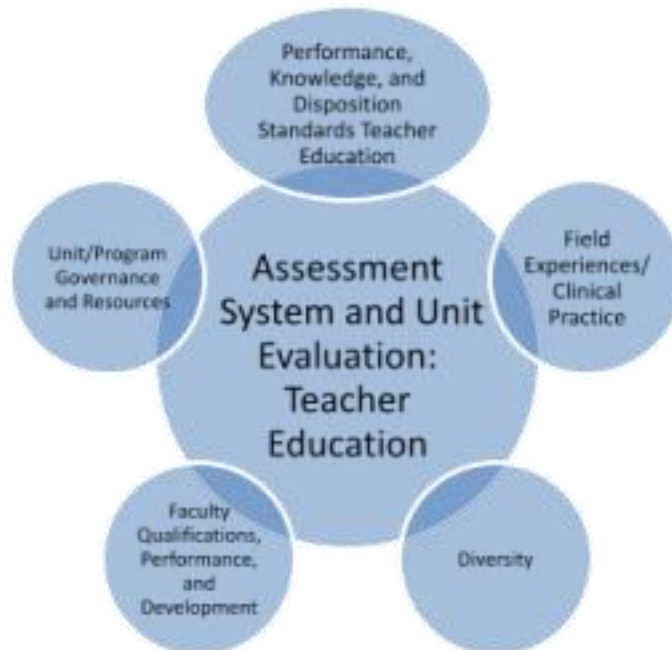 Performance,
Knowledge, and
Disposition
Standards Teacher
Education
Unit/Program
Governance
and Resources
Assessment
System and Unit
Evaluation:
Teacher
Education
Field
Experiences/
Clinical
Practice
Faculty
Qualifications,
Performance,
and
Development
Diversity